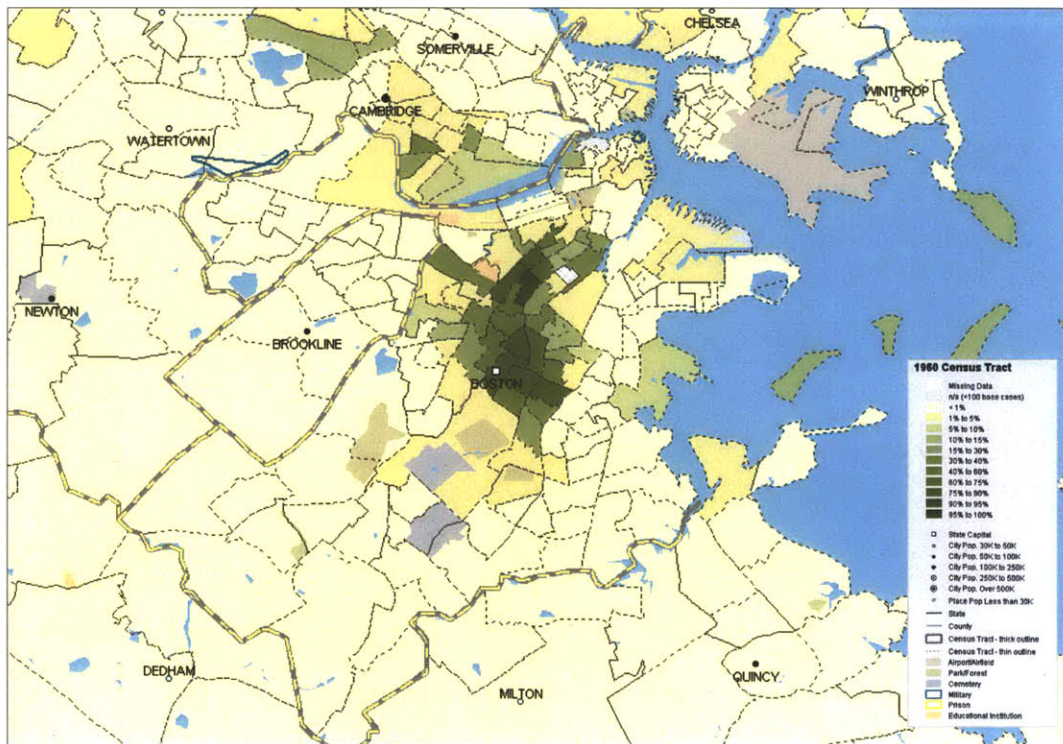 CHELSEA
SOMERVILLE
WINTHROP
CAMBRIDGE
WATERTOWN
NEWTON
BROOKLINE
BOSTON
1960 Census Tract
Missing Data
n/a (<100 base cases)
< 1%
1% to 5%
5% to 10%
10% to 15%
15% to 30%
30% to 40%
40% to 60%
60% to 75%
75% to 90%
90% to 95%
95% to 100%
State Capital
City Pop. 30K to 50K
City Pop. 50K to 100K
City Pop. 100K to 250K
City Pop. 250K to 500K
City Pop. Over 500K
Place Pop Less than 30K
State
County
Census Tract - thick outline
Census Tract - thin outline
Airport/Airfield
Park/Forest
Cemetery
Military
Prison
Educational Institution
DEDHAM
MILTON
QUINCY